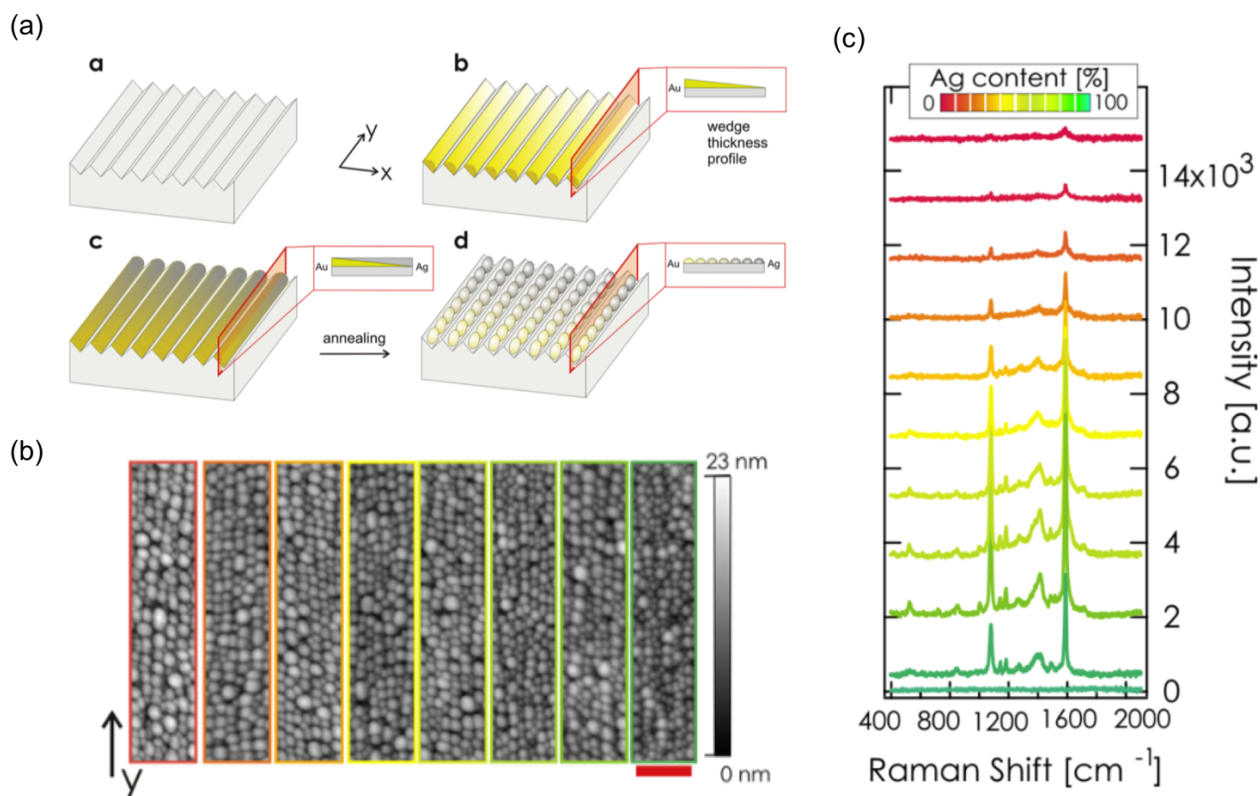 (a)
a
b
Au
wedge
thickness
profile
y
x
c
Au
Ag
annealing
d
Au
Ag
(b)
23 nm
0 nm
y
(c)
Ag content [%]
0
100
14x10³
12
10
8
6
4
2
0
Intensity [a.u.]
400 800 1200 1600 2000
Raman Shift [cm ⁻¹]